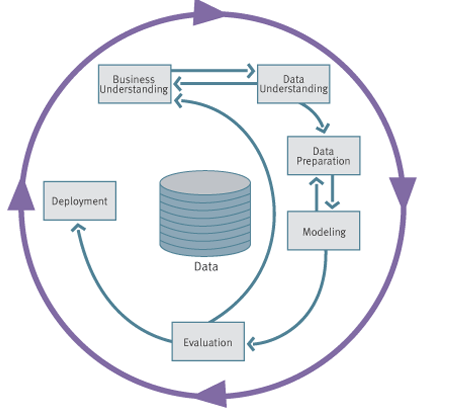 Business
Understanding
Data
Understanding
Data
Preparation
Deployment
Modeling
Data
Evaluation